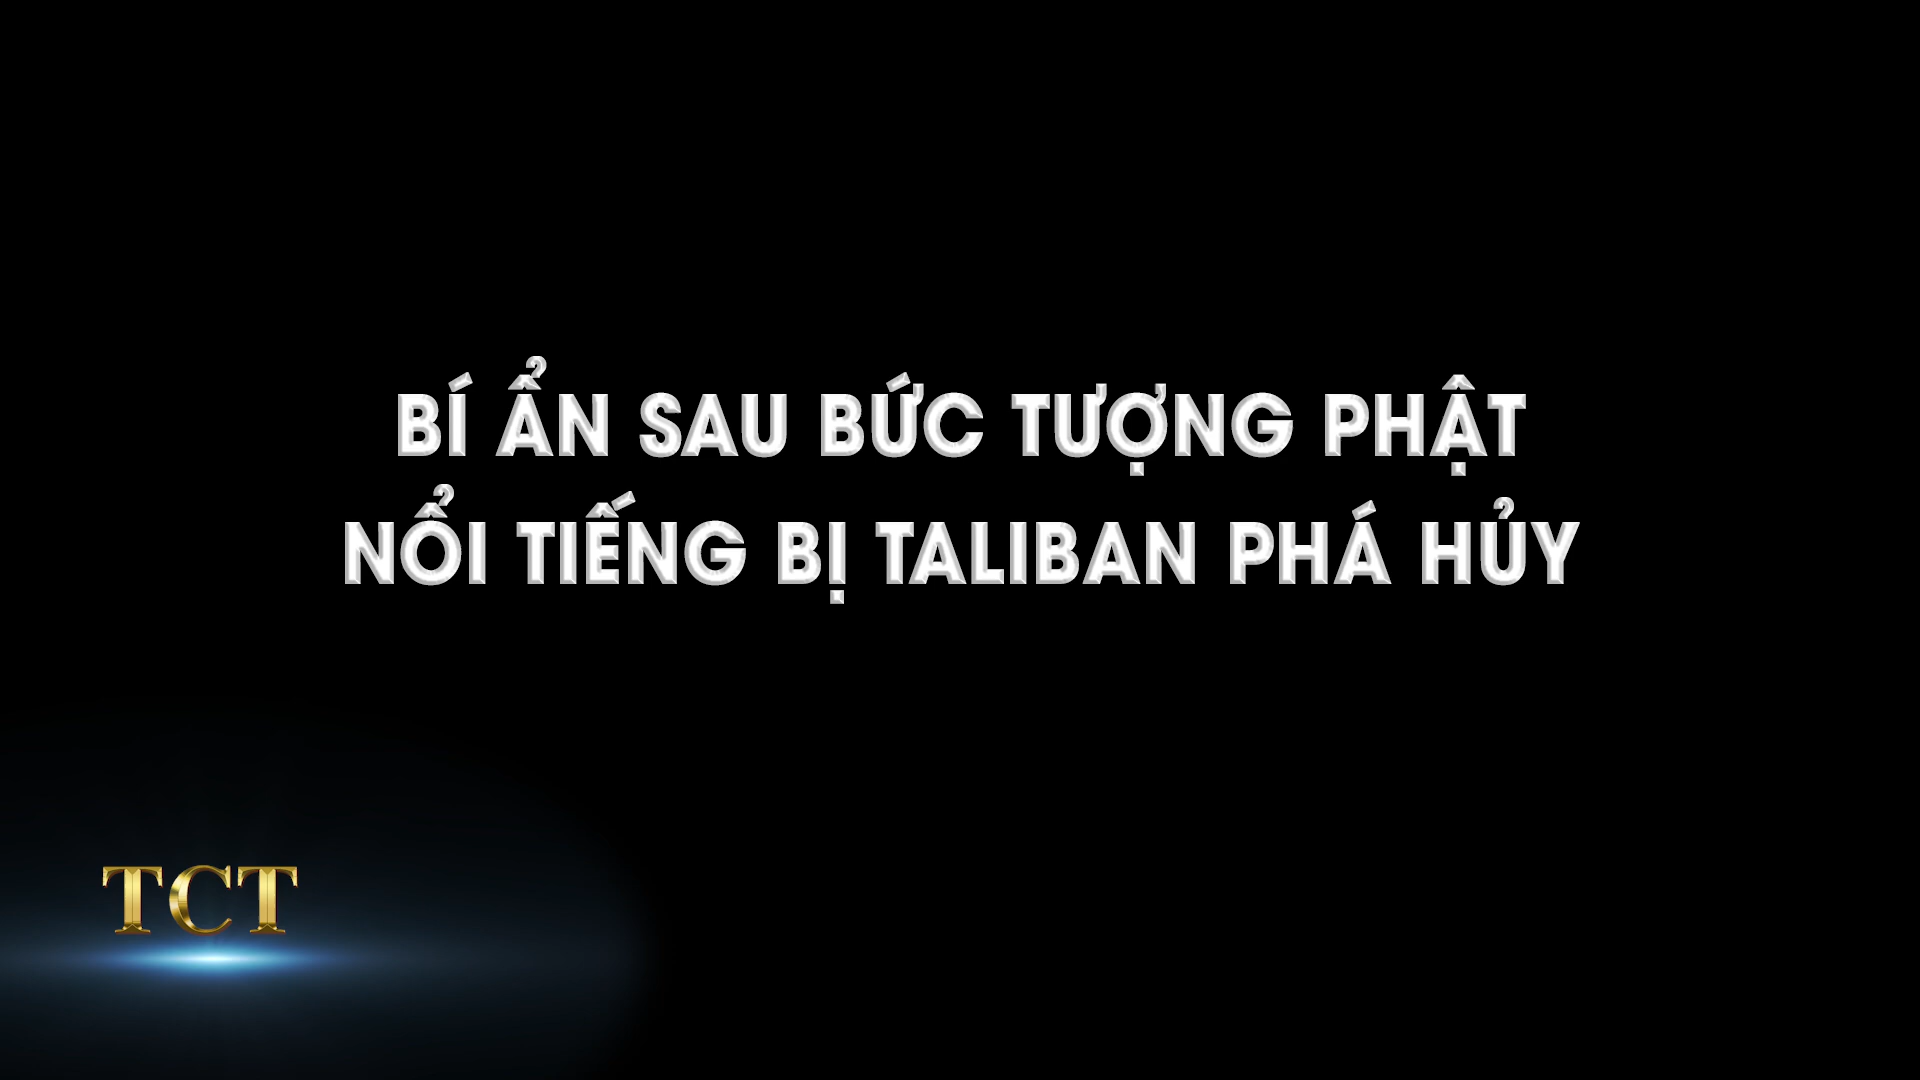 BÍ ẨN SAU BỨC TƯỢNG PHẬT
NỔI TIẾNG BỊ TALIBAN PHÁ HỦY
TCT